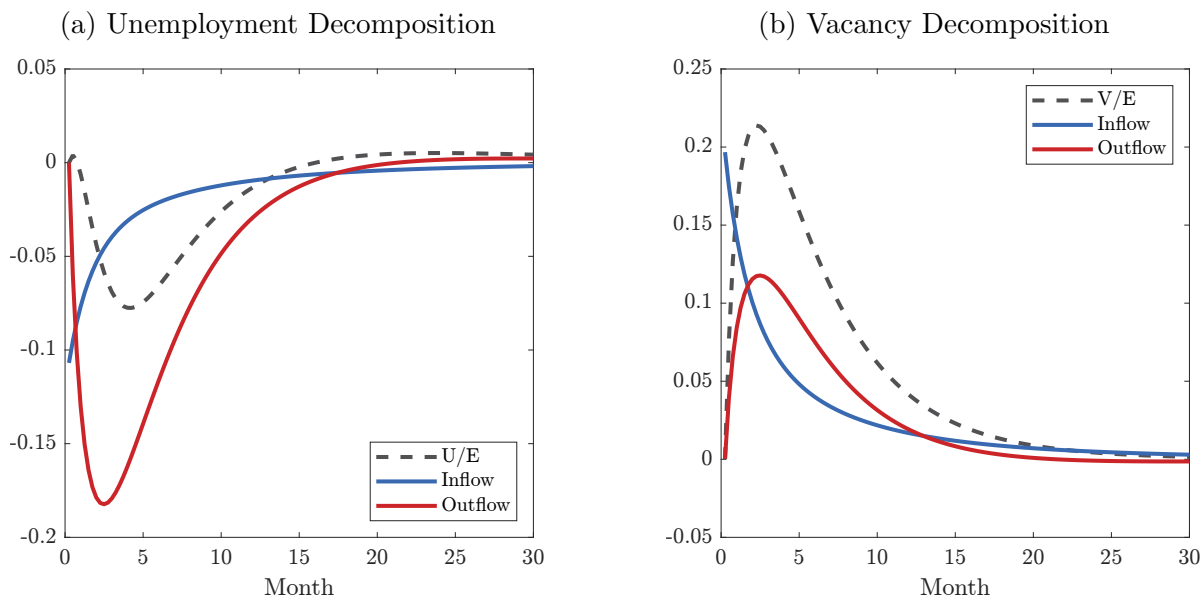 (a) Unemployment Decomposition
0.05
0
-0.05
-0.1
-0.15
-0.2
U/E
Inflow
Outflow
0 5 10 15 20 25 30
Month
(b) Vacancy Decomposition
0.25
0.2
0.15
0.1
0.05
0
-0.05
V/E
Inflow
Outflow
0 5 10 15 20 25 30
Month